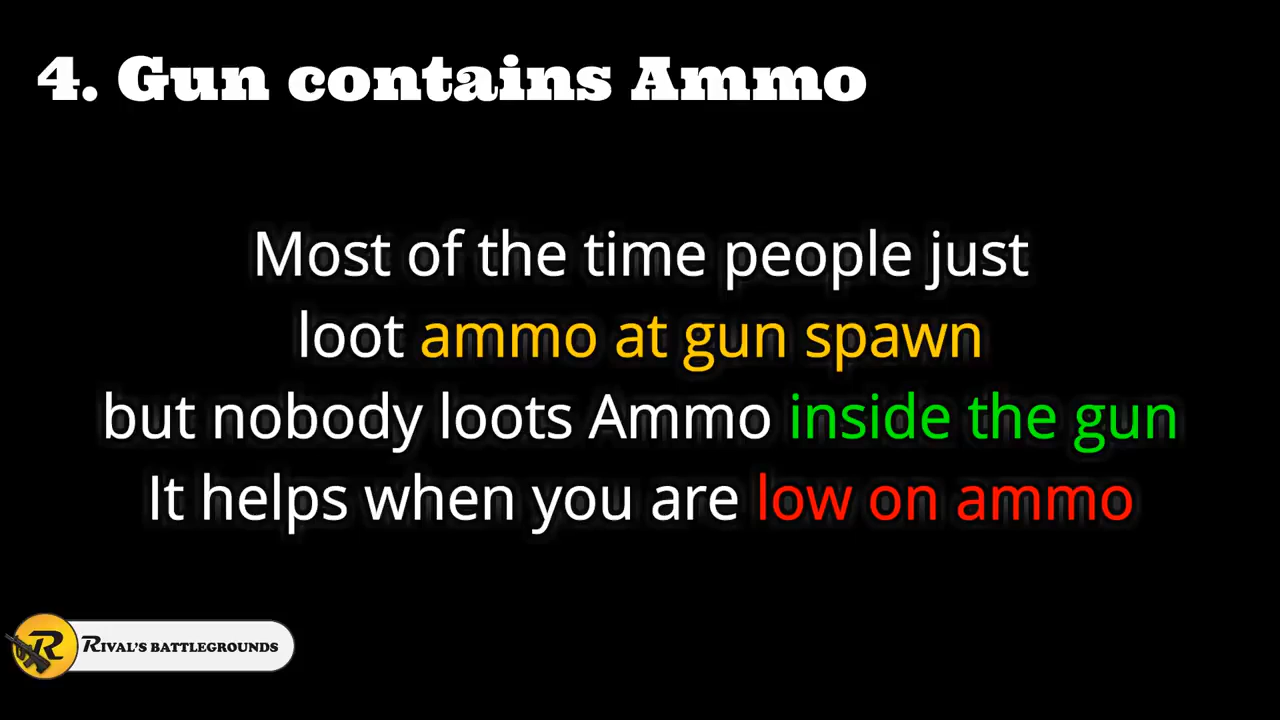 4. Gun contains Ammo
Most of the time people just
loot ammo at gun spawn
but nobody loots Ammo inside the gun
It helps when you are low on ammo
R RIVAL'S BATTLEGROUNDS